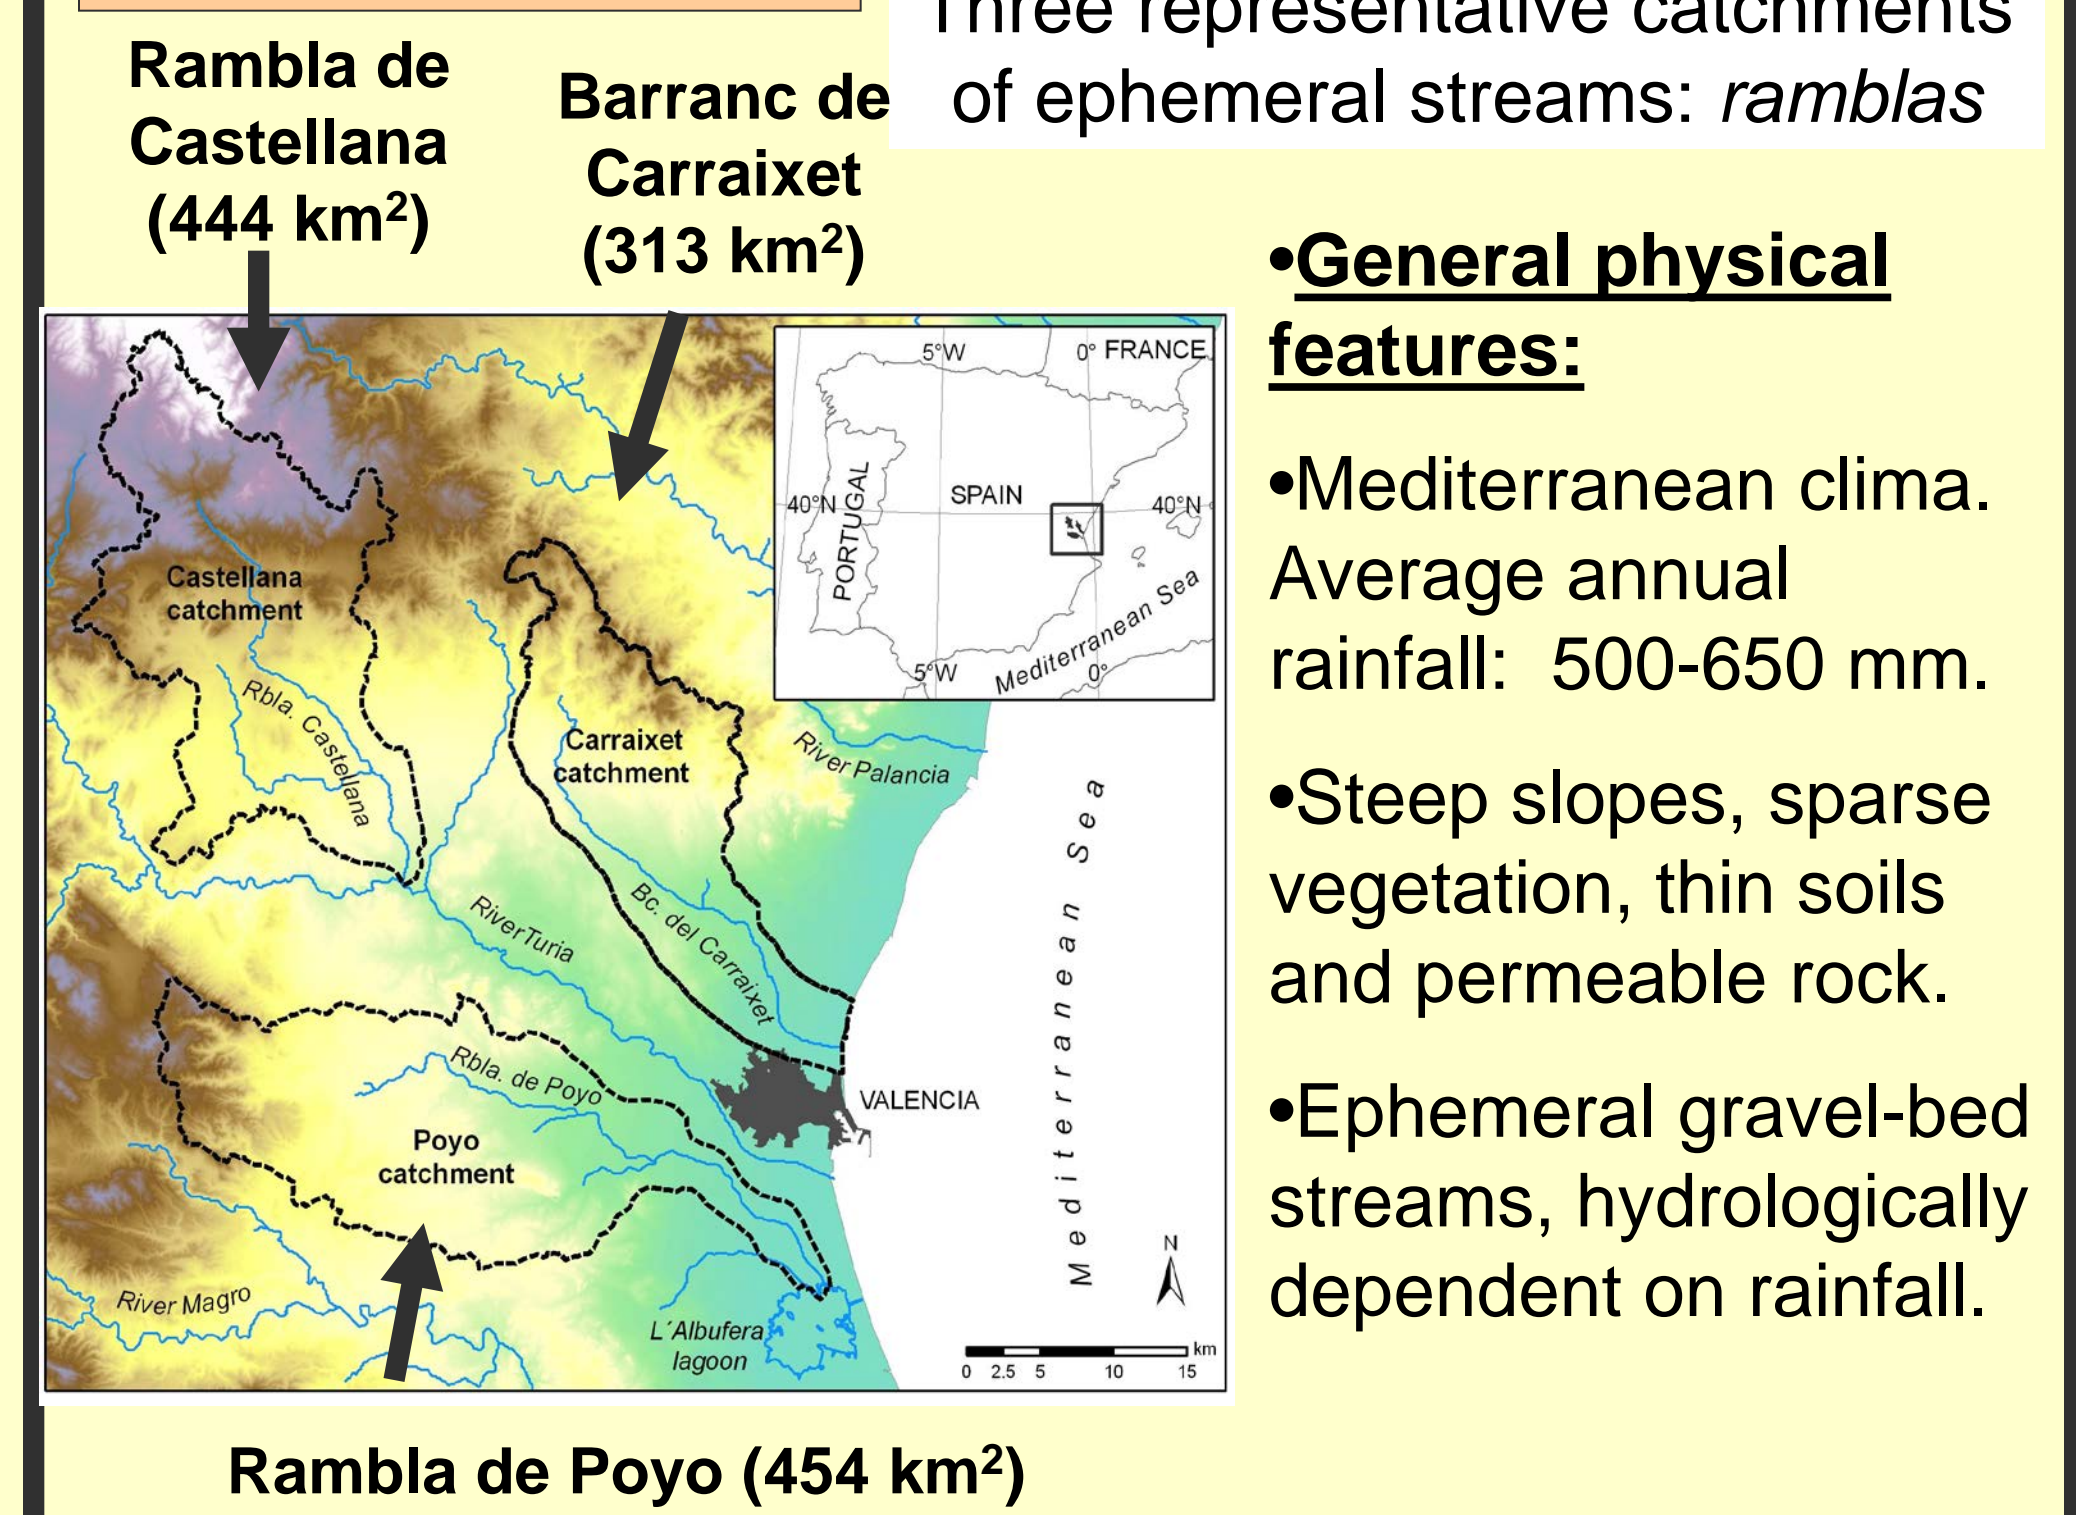 Three representative catchments
of ephemeral streams: ramblas
Rambla de
Castellana
(444 km²)
Barranc de
Carraixet
(313 km²)
5°W
0° FRANCE
40°N
PORTUGAL
SPAIN
40°N
5°W
0°
Mediterranean Sea
Castellana
catchment
Rbla. Castellana
Carraixet
catchment
River Palancia
Bc. del Carraixet
River Turia
Mediterranean Sea
Rbla. de Poyo
VALENCIA
Poyo
catchment
River Magro
L´Albufera
lagoon
N
km
0 2.5 5 10 15
Rambla de Poyo (454 km²)
•General physical
features:
•Mediterranean clima.
Average annual
rainfall: 500-650 mm.
•Steep slopes, sparse
vegetation, thin soils
and permeable rock.
•Ephemeral gravel-bed
streams, hydrologically
dependent on rainfall.